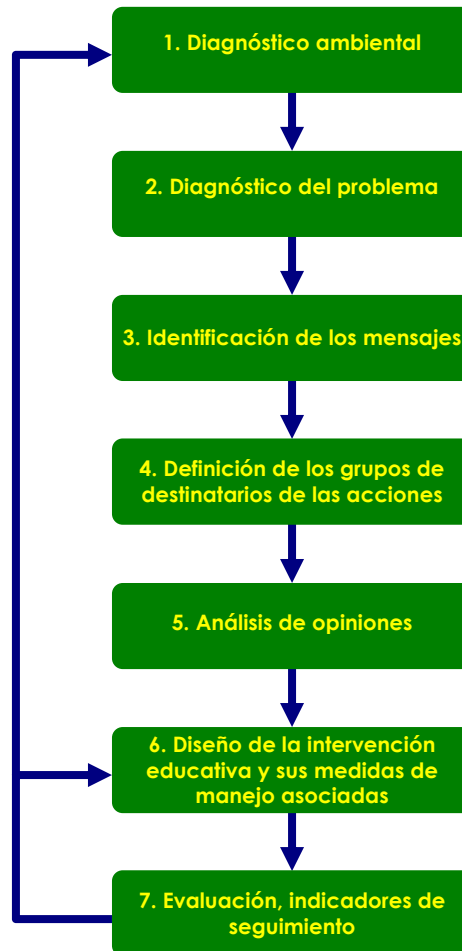 1. Diagnóstico ambiental
2. Diagnóstico del problema
3. Identificación de los mensajes
4. Definición de los grupos de
destinatarios de las acciones
5. Análisis de opiniones
6. Diseño de la intervención
educativa y sus medidas de
manejo asociadas
7. Evaluación, indicadores de
seguimiento